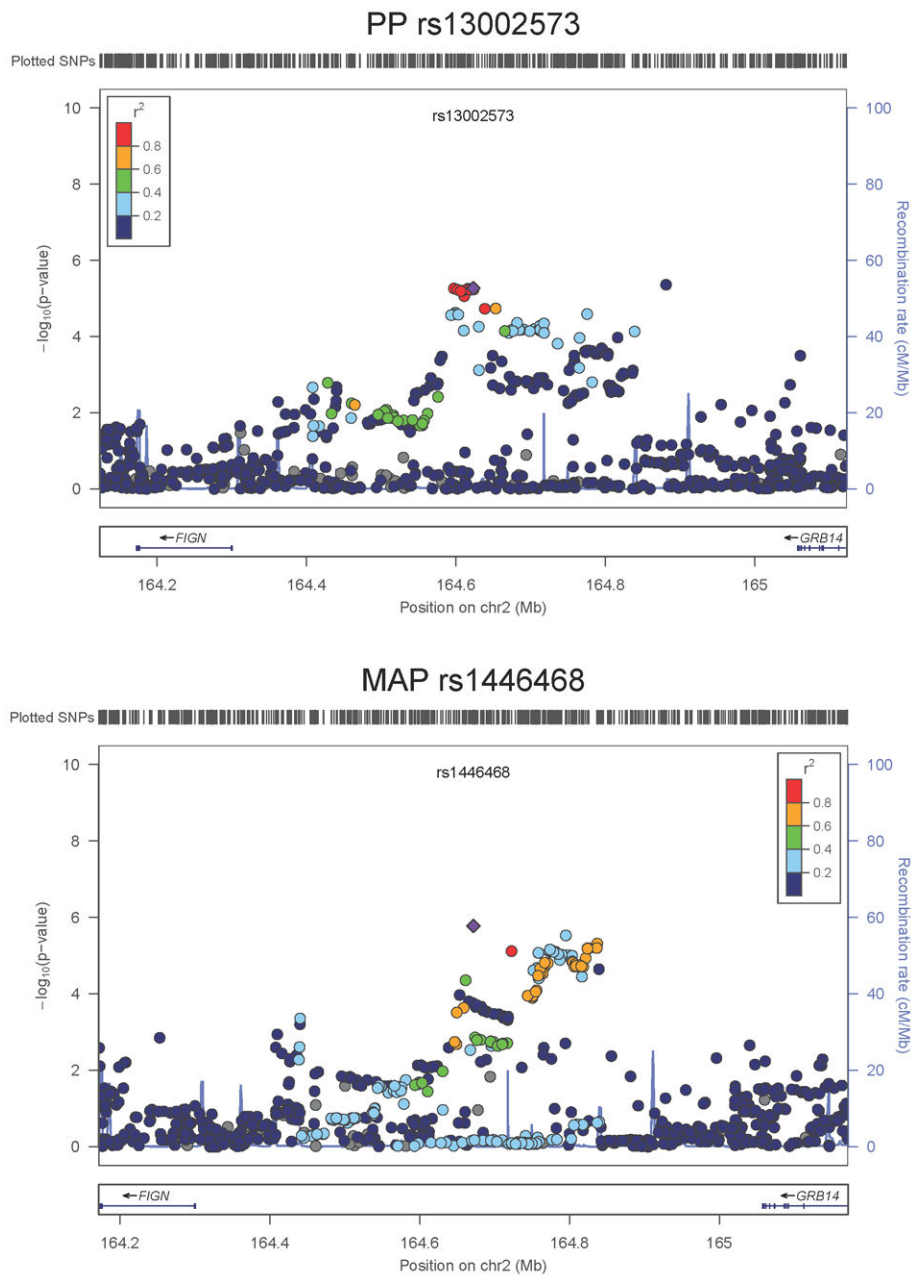 PP rs13002573
Plotted SNPs
r²
0.8
0.6
0.4
0.2
rs13002573
10
8
6
4
2
0
−log₁₀(p−value)
100
80
60
40
20
0
Recombination rate (cM/Mb)
←FIGN
←GRB14
164.2
164.4
164.6
164.8
165
Position on chr2 (Mb)
MAP rs1446468
Plotted SNPs
rs1446468
r²
0.8
0.6
0.4
0.2
10
8
6
4
2
0
−log₁₀(p−value)
100
80
60
40
20
0
Recombination rate (cM/Mb)
←FIGN
←GRB14
164.2
164.4
164.6
164.8
165
Position on chr2 (Mb)